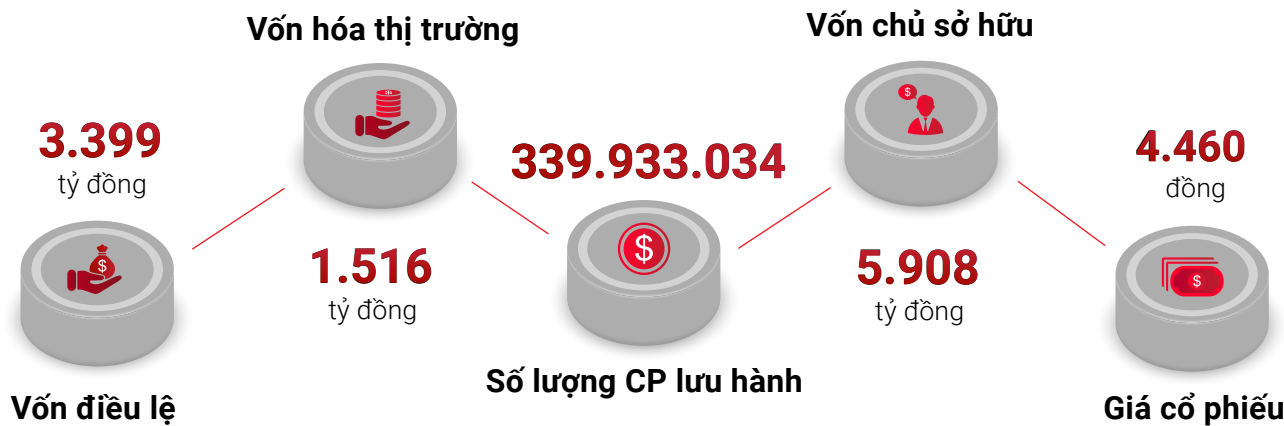 Vốn hóa thị trường
Vốn chủ sở hữu
3.399
tỷ đồng
339.933.034
4.460
đồng
1.516
tỷ đồng
5.908
tỷ đồng
Số lượng CP lưu hành
Vốn điều lệ
Giá cổ phiếu